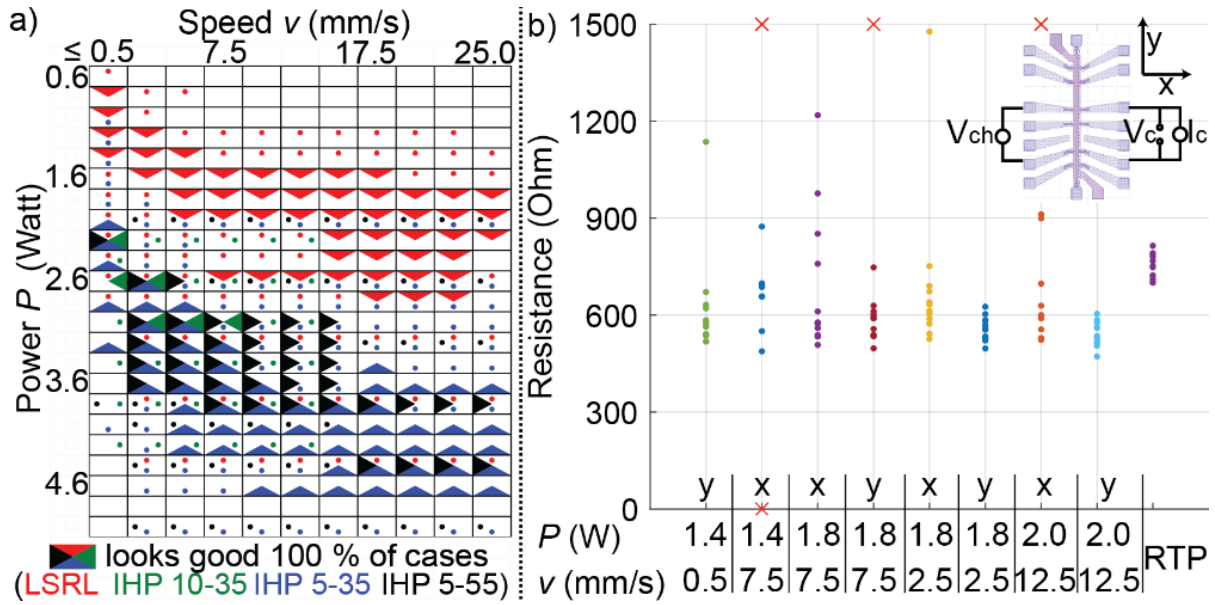 a)
Speed v (mm/s)
≤ 0.5 7.5 17.5 25.0
Power P (Watt)
0.6
1.6
2.6
3.6
4.6
looks good 100 % of cases
(LSRL IHP 10-35 IHP 5-35 IHP 5-55)
b)
Resistance (Ohm)
1500
1200
900
600
300
0
y
x
Vch
Vc
Ic
y x x y x y x y
P (W) 1.4 1.4 1.8 1.8 1.8 1.8 2.0 2.0 RTP
v (mm/s) 0.5 7.5 7.5 7.5 2.5 2.5 12.5 12.5